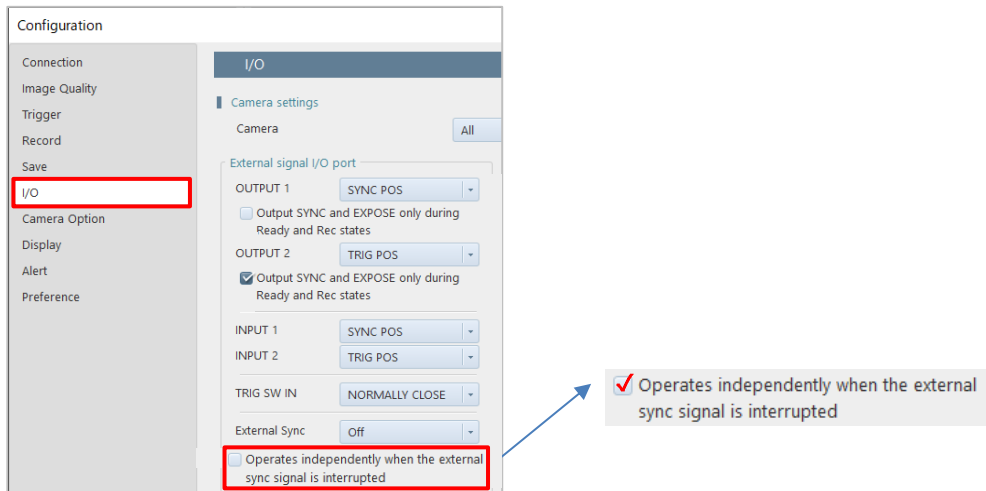 Configuration
Connection
Image Quality
Trigger
Record
Save
I/O
Camera Option
Display
Alert
Preference
I/O
Camera settings
Camera All
External signal I/O port
OUTPUT 1 SYNC POS
Output SYNC and EXPOSE only during
Ready and Rec states
OUTPUT 2 TRIG POS
Output SYNC and EXPOSE only during
Ready and Rec states
INPUT 1 SYNC POS
INPUT 2 TRIG POS
TRIG SW IN NORMALLY CLOSE
External Sync Off
Operates independently when the external
sync signal is interrupted
Operates independently when the external
sync signal is interrupted